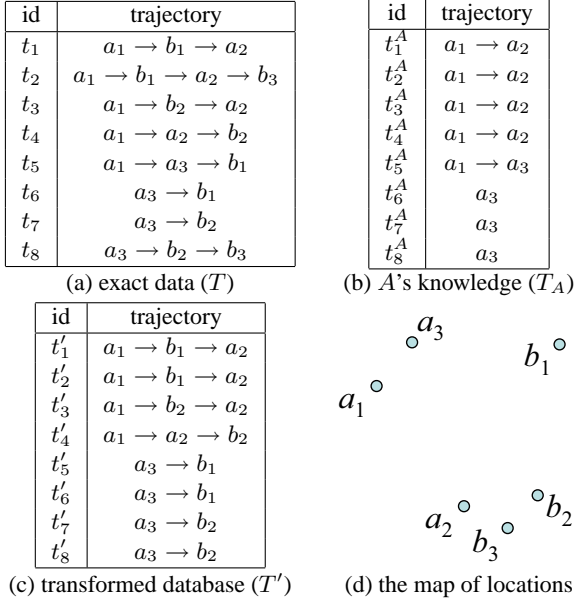 id trajectory
t₁ a₁ → b₁ → a₂
t₂ a₁ → b₁ → a₂ → b₃
t₃ a₁ → b₂ → a₂
t₄ a₁ → a₂ → b₂
t₅ a₁ → a₃ → b₁
t₆ a₃ → b₁
t₇ a₃ → b₂
t₈ a₃ → b₂ → b₃
(a) exact data (T)
id trajectory
t₁ᴬ a₁ → a₂
t₂ᴬ a₁ → a₂
t₃ᴬ a₁ → a₂
t₄ᴬ a₁ → a₂
t₅ᴬ a₁ → a₃
t₆ᴬ a₃
t₇ᴬ a₃
t₈ᴬ a₃
(b) A's knowledge (T_A)
id trajectory
t′₁ a₁ → b₁ → a₂
t′₂ a₁ → b₁ → a₂
t′₃ a₁ → b₂ → a₂
t′₄ a₁ → a₂ → b₂
t′₅ a₃ → b₁
t′₆ a₃ → b₁
t′₇ a₃ → b₂
t′₈ a₃ → b₂
(c) transformed database (T′)
a₃
b₁
a₁
a₂
b₂
b₃
(d) the map of locations